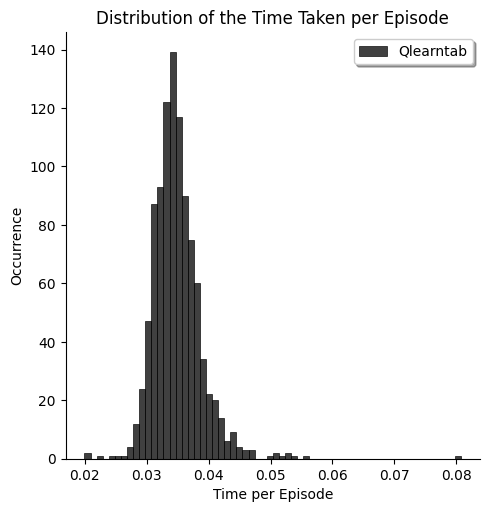 Distribution of the Time Taken per Episode
Qlearntab
140
120
100
80
60
40
20
0
Occurrence
0.02 0.03 0.04 0.05 0.06 0.07 0.08
Time per Episode